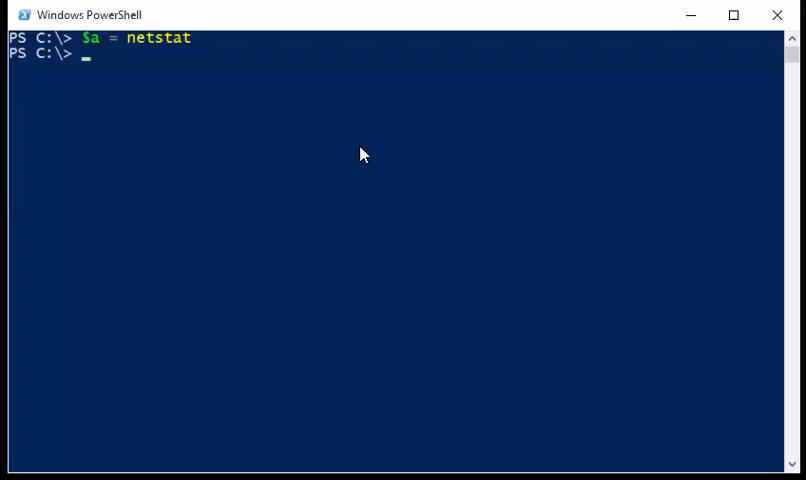 Windows PowerShell
PS C:\> $a = netstat
PS C:\>